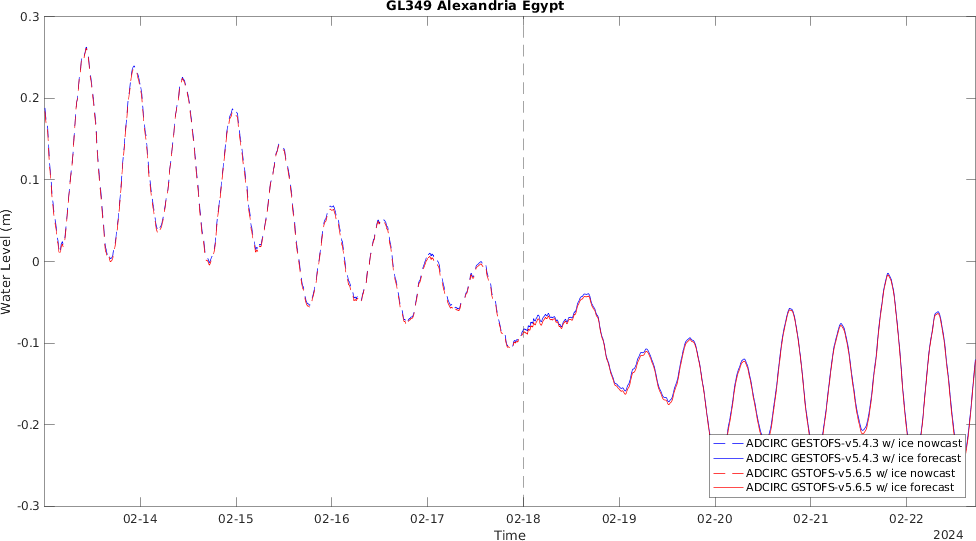 GL349 Alexandria Egypt
0.3
0.2
0.1
0
-0.1
-0.2
-0.3
Water Level (m)
02-14 02-15 02-16 02-17 02-18 02-19 02-20 02-21 02-22
Time
2024
ADCIRC GESTOFS-v5.4.3 w/ ice nowcast
ADCIRC GESTOFS-v5.4.3 w/ ice forecast
ADCIRC GSTOFS-v5.6.5 w/ ice nowcast
ADCIRC GSTOFS-v5.6.5 w/ ice forecast